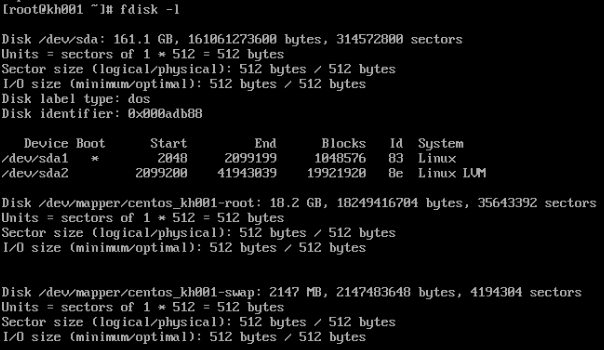 [root@kh001 ~]# fdisk -l
Disk /dev/sda: 161.1 GB, 161061273600 bytes, 314572800 sectors
Units = sectors of 1 * 512 = 512 bytes
Sector size (logical/physical): 512 bytes / 512 bytes
I/O size (minimum/optimal): 512 bytes / 512 bytes
Disk label type: dos
Disk identifier: 0x000adb88
Device Boot Start End Blocks Id System
/dev/sda1 * 2048 2099199 1048576 83 Linux
/dev/sda2 2099200 41943039 19921920 8e Linux LVM
Disk /dev/mapper/centos_kh001-root: 18.2 GB, 18249416704 bytes, 35643392 sectors
Units = sectors of 1 * 512 = 512 bytes
Sector size (logical/physical): 512 bytes / 512 bytes
I/O size (minimum/optimal): 512 bytes / 512 bytes
Disk /dev/mapper/centos_kh001-swap: 2147 MB, 2147483648 bytes, 4194304 sectors
Units = sectors of 1 * 512 = 512 bytes
Sector size (logical/physical): 512 bytes / 512 bytes
I/O size (minimum/optimal): 512 bytes / 512 bytes